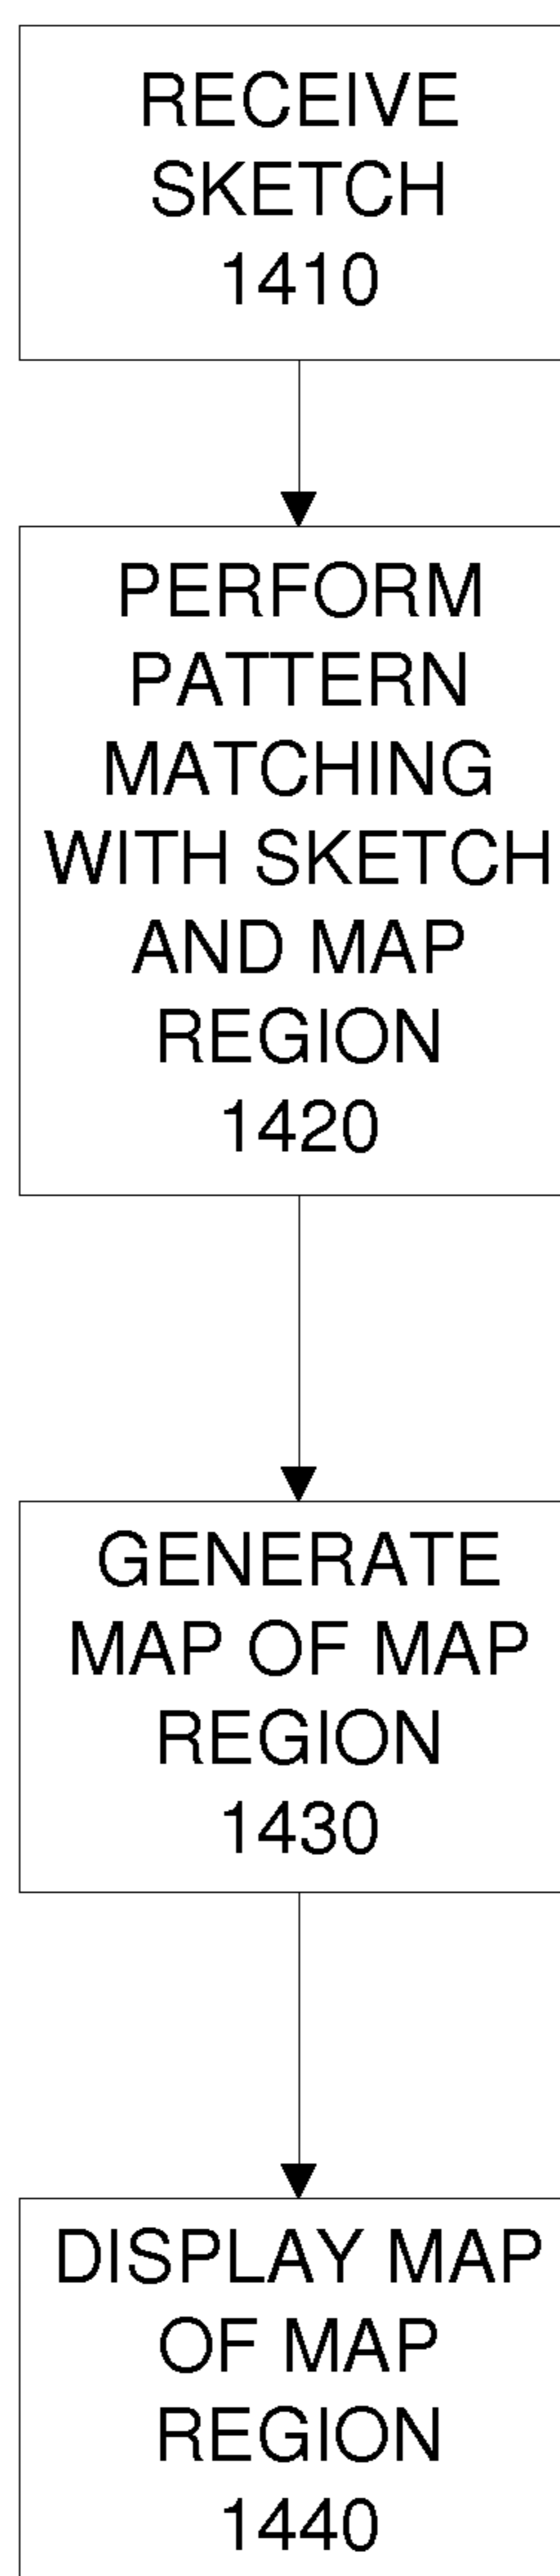 RECEIVE
SKETCH
1410
PERFORM
PATTERN
MATCHING
WITH SKETCH
AND MAP
REGION
1420
GENERATE
MAP OF MAP
REGION
1430
DISPLAY MAP
OF MAP
REGION
1440